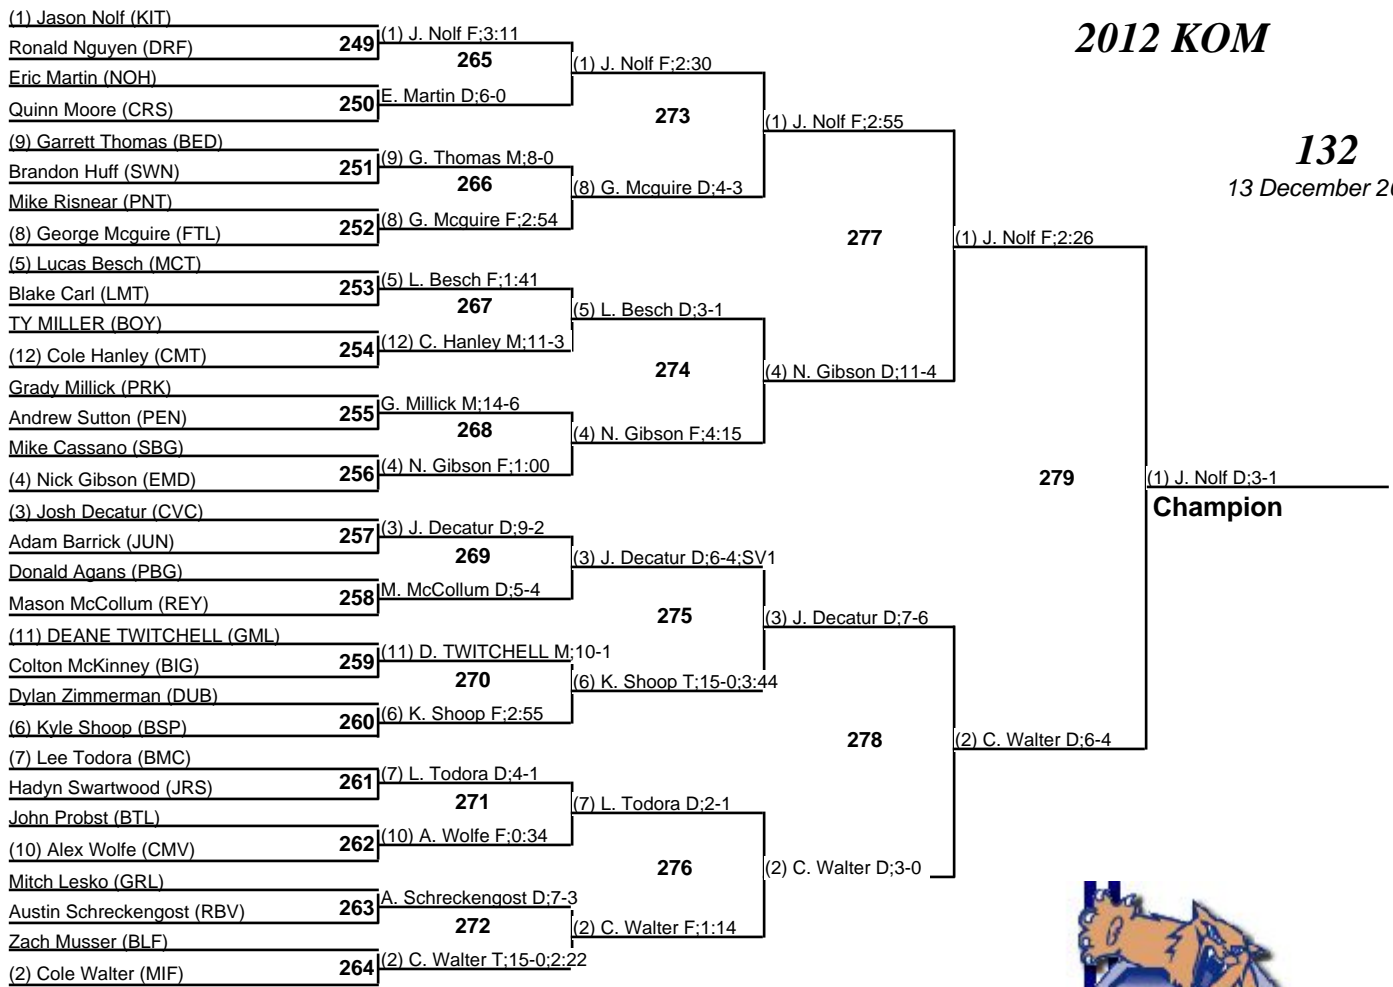 2012 KOM
132
13 December 20
(1) Jason Nolf (KIT)
Ronald Nguyen (DRF)
Eric Martin (NOH)
Quinn Moore (CRS)
(9) Garrett Thomas (BED)
Brandon Huff (SWN)
Mike Risnear (PNT)
(8) George Mcguire (FTL)
(5) Lucas Besch (MCT)
Blake Carl (LMT)
TY MILLER (BOY)
(12) Cole Hanley (CMT)
Grady Millick (PRK)
Andrew Sutton (PEN)
Mike Cassano (SBG)
(4) Nick Gibson (EMD)
(3) Josh Decatur (CVC)
Adam Barrick (JUN)
Donald Agans (PBG)
Mason McCollum (REY)
(11) DEANE TWITCHELL (GML)
Colton McKinney (BIG)
Dylan Zimmerman (DUB)
(6) Kyle Shoop (BSP)
(7) Lee Todora (BMC)
Hadyn Swartwood (JRS)
John Probst (BTL)
(10) Alex Wolfe (CMV)
Mitch Lesko (GRL)
Austin Schreckengost (RBV)
Zach Musser (BLF)
(2) Cole Walter (MIF)
249
250
251
252
253
254
255
256
257
258
259
260
261
262
263
264
(1) J. Nolf F;3:11
265
E. Martin D;6-0
(9) G. Thomas M;8-0
266
(8) G. Mcguire F;2:54
(5) L. Besch F;1:41
267
(12) C. Hanley M;11-3
G. Millick M;14-6
268
(4) N. Gibson F;1:00
(3) J. Decatur D;9-2
269
M. McCollum D;5-4
(11) D. TWITCHELL M;10-1
270
(6) K. Shoop F;2:55
(7) L. Todora D;4-1
271
(10) A. Wolfe F;0:34
A. Schreckengost D;7-3
272
(2) C. Walter T;15-0;2:22
(1) J. Nolf F;2:30
273
(8) G. Mcguire D;4-3
(5) L. Besch D;3-1
274
(4) N. Gibson F;4:15
(3) J. Decatur D;6-4;SV1
275
(6) K. Shoop T;15-0;3:44
(7) L. Todora D;2-1
276
(2) C. Walter F;1:14
(1) J. Nolf F;2:55
277
(4) N. Gibson D;11-4
(3) J. Decatur D;7-6
278
(2) C. Walter D;3-0
(1) J. Nolf F;2:26
279
(2) C. Walter D;6-4
(1) J. Nolf D;3-1
Champion